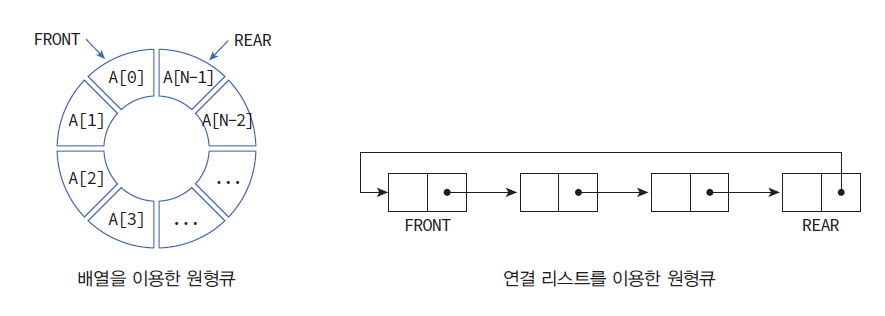 FRONT
REAR
A[0]
A[N-1]
A[1]
A[N-2]
A[2]
...
A[3]
...
배열을 이용한 원형큐
FRONT
REAR
연결 리스트를 이용한 원형큐